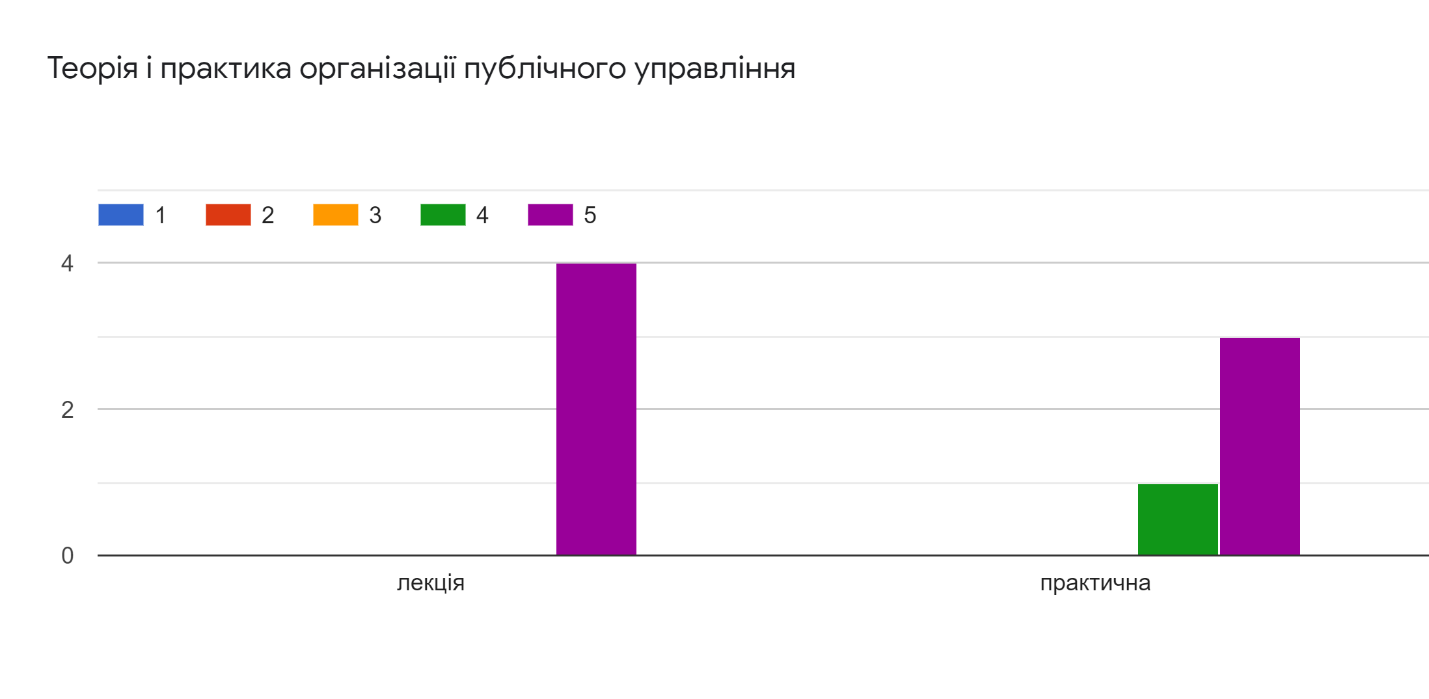 Теорія і практика організації публічного управління
1 2 3 4 5
4
2
0
лекція практична